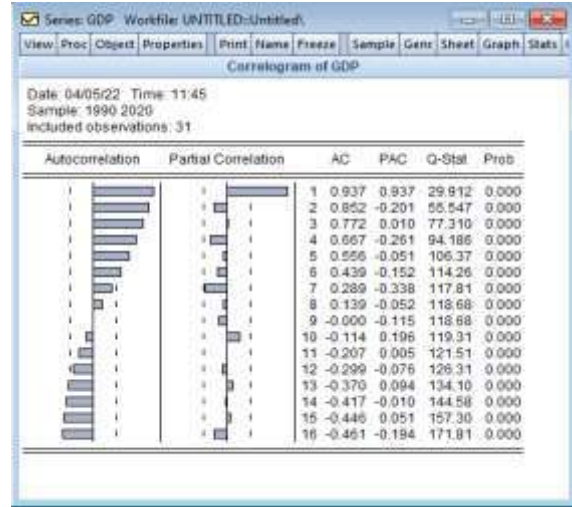 Series: GDP Workfile: UNTITLED::Untitled\
View Proc Object Properties Print Name Freeze Sample Genr Sheet Graph Stats
Correlogram of GDP
Date: 04/05/22 Time: 11:45
Sample: 1990 2020
Included observations: 31
Autocorrelation Partial Correlation AC PAC Q-Stat Prob
1 0.937 0.937 29.912 0.000
2 0.852 -0.201 55.547 0.000
3 0.772 0.010 77.310 0.000
4 0.667 -0.261 94.186 0.000
5 0.556 -0.051 106.37 0.000
6 0.439 -0.152 114.26 0.000
7 0.289 -0.338 117.81 0.000
8 0.139 -0.052 118.68 0.000
9 -0.000 -0.115 118.68 0.000
10 -0.114 0.196 119.31 0.000
11 -0.207 0.005 121.51 0.000
12 -0.299 -0.076 126.31 0.000
13 -0.370 0.094 134.10 0.000
14 -0.417 -0.010 144.58 0.000
15 -0.446 0.051 157.30 0.000
16 -0.461 -0.194 171.81 0.000